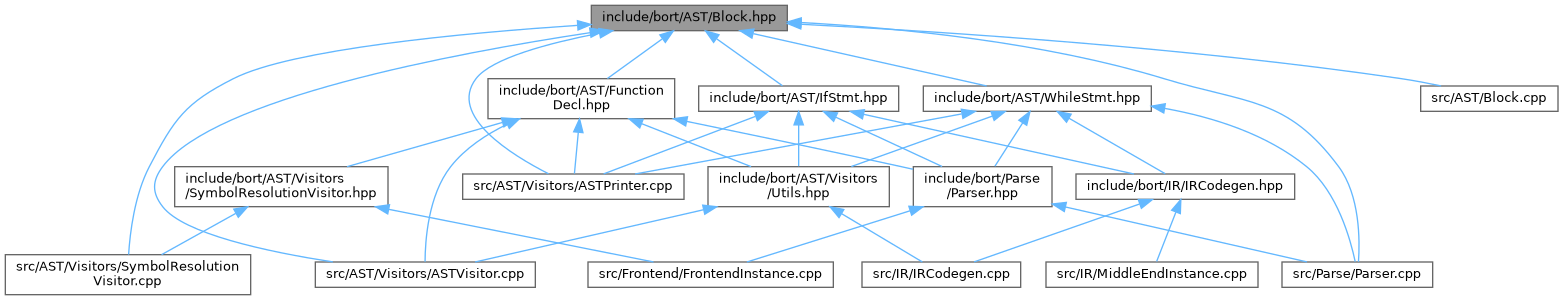 include/bort/AST/Block.hpp
include/bort/AST/Function
Decl.hpp
include/bort/AST/IfStmt.hpp
include/bort/AST/WhileStmt.hpp
src/AST/Block.cpp
include/bort/AST/Visitors
/SymbolResolutionVisitor.hpp
src/AST/Visitors/ASTPrinter.cpp
include/bort/AST/Visitors
/Utils.hpp
include/bort/Parse
/Parser.hpp
include/bort/IR/IRCodegen.hpp
src/AST/Visitors/SymbolResolution
Visitor.cpp
src/AST/Visitors/ASTVisitor.cpp
src/Frontend/FrontendInstance.cpp
src/IR/IRCodegen.cpp
src/IR/MiddleEndInstance.cpp
src/Parse/Parser.cpp